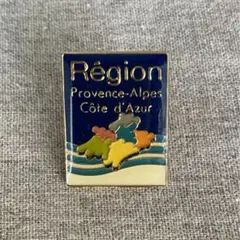 Région
Provence-Alpes
Côte d'Azur